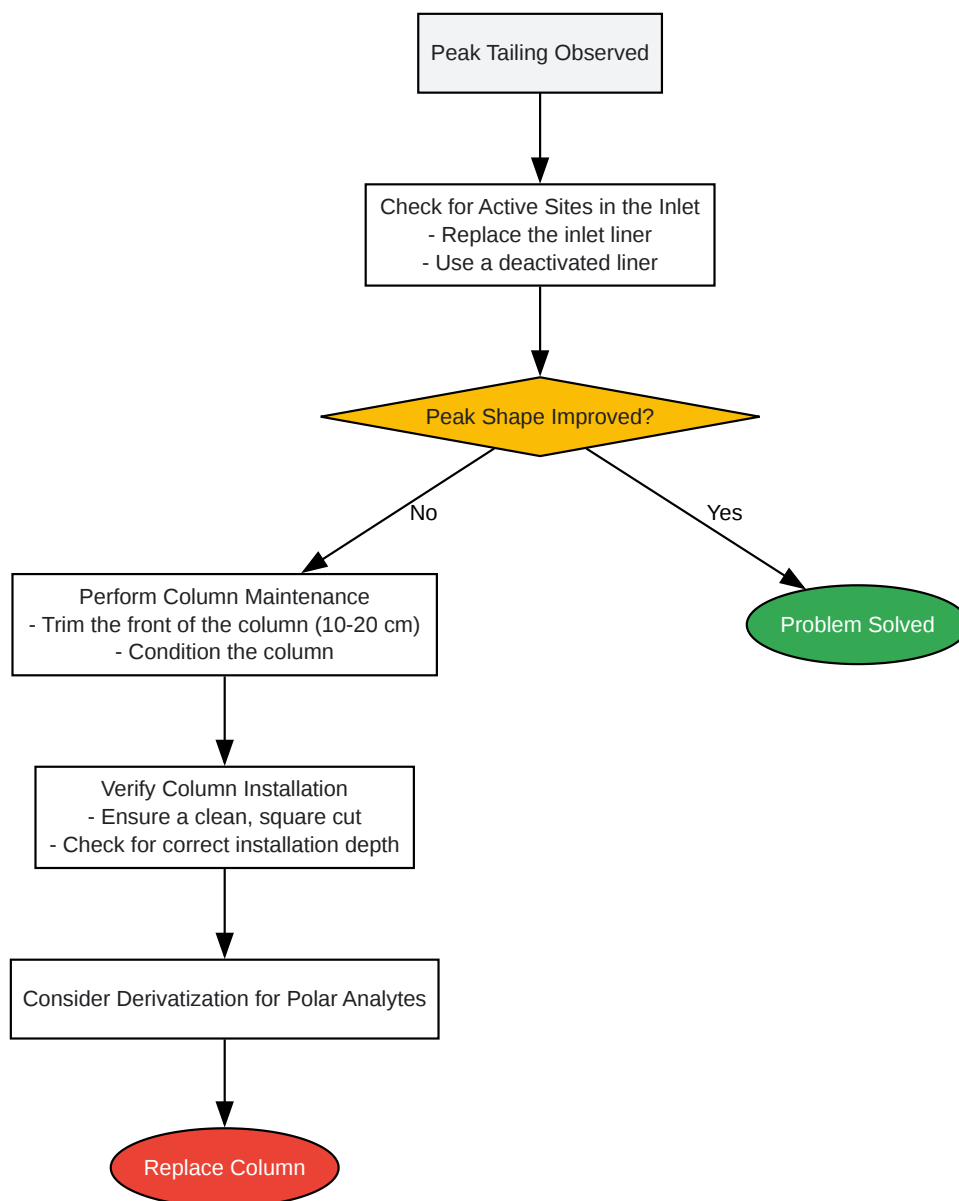 Peak Tailing Observed
Check for Active Sites in the Inlet
- Replace the inlet liner
- Use a deactivated liner
Peak Shape Improved?
No
Yes
Perform Column Maintenance
- Trim the front of the column (10-20 cm)
- Condition the column
Problem Solved
Verify Column Installation
- Ensure a clean, square cut
- Check for correct installation depth
Consider Derivatization for Polar Analytes
Replace Column